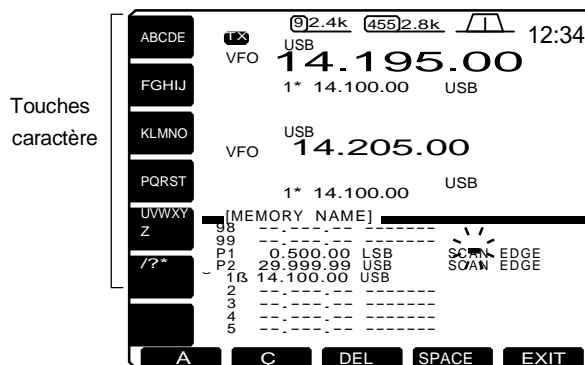 Touches
caractère
ABCDE
FGHIJ
KLMNO
PQRST
UVWXY
Z
/?*
TX
9 2.4k
455 2.8k
12:34
VFO
USB
14.195.00
1* 14.100.00 USB
VFO
USB
14.205.00
1* 14.100.00 USB
[MEMORY NAME]
98 --.---.-- -------
99 --.---.-- -------
P1 0.500.00 LSB SCAN EDGE
P2 29.999.99 USB SCAN EDGE
1ß 14.100.00 USB
2 --.---.-- -------
3 --.---.-- -------
4 --.---.-- -------
5 --.---.-- -------
A Ç DEL SPACE EXIT